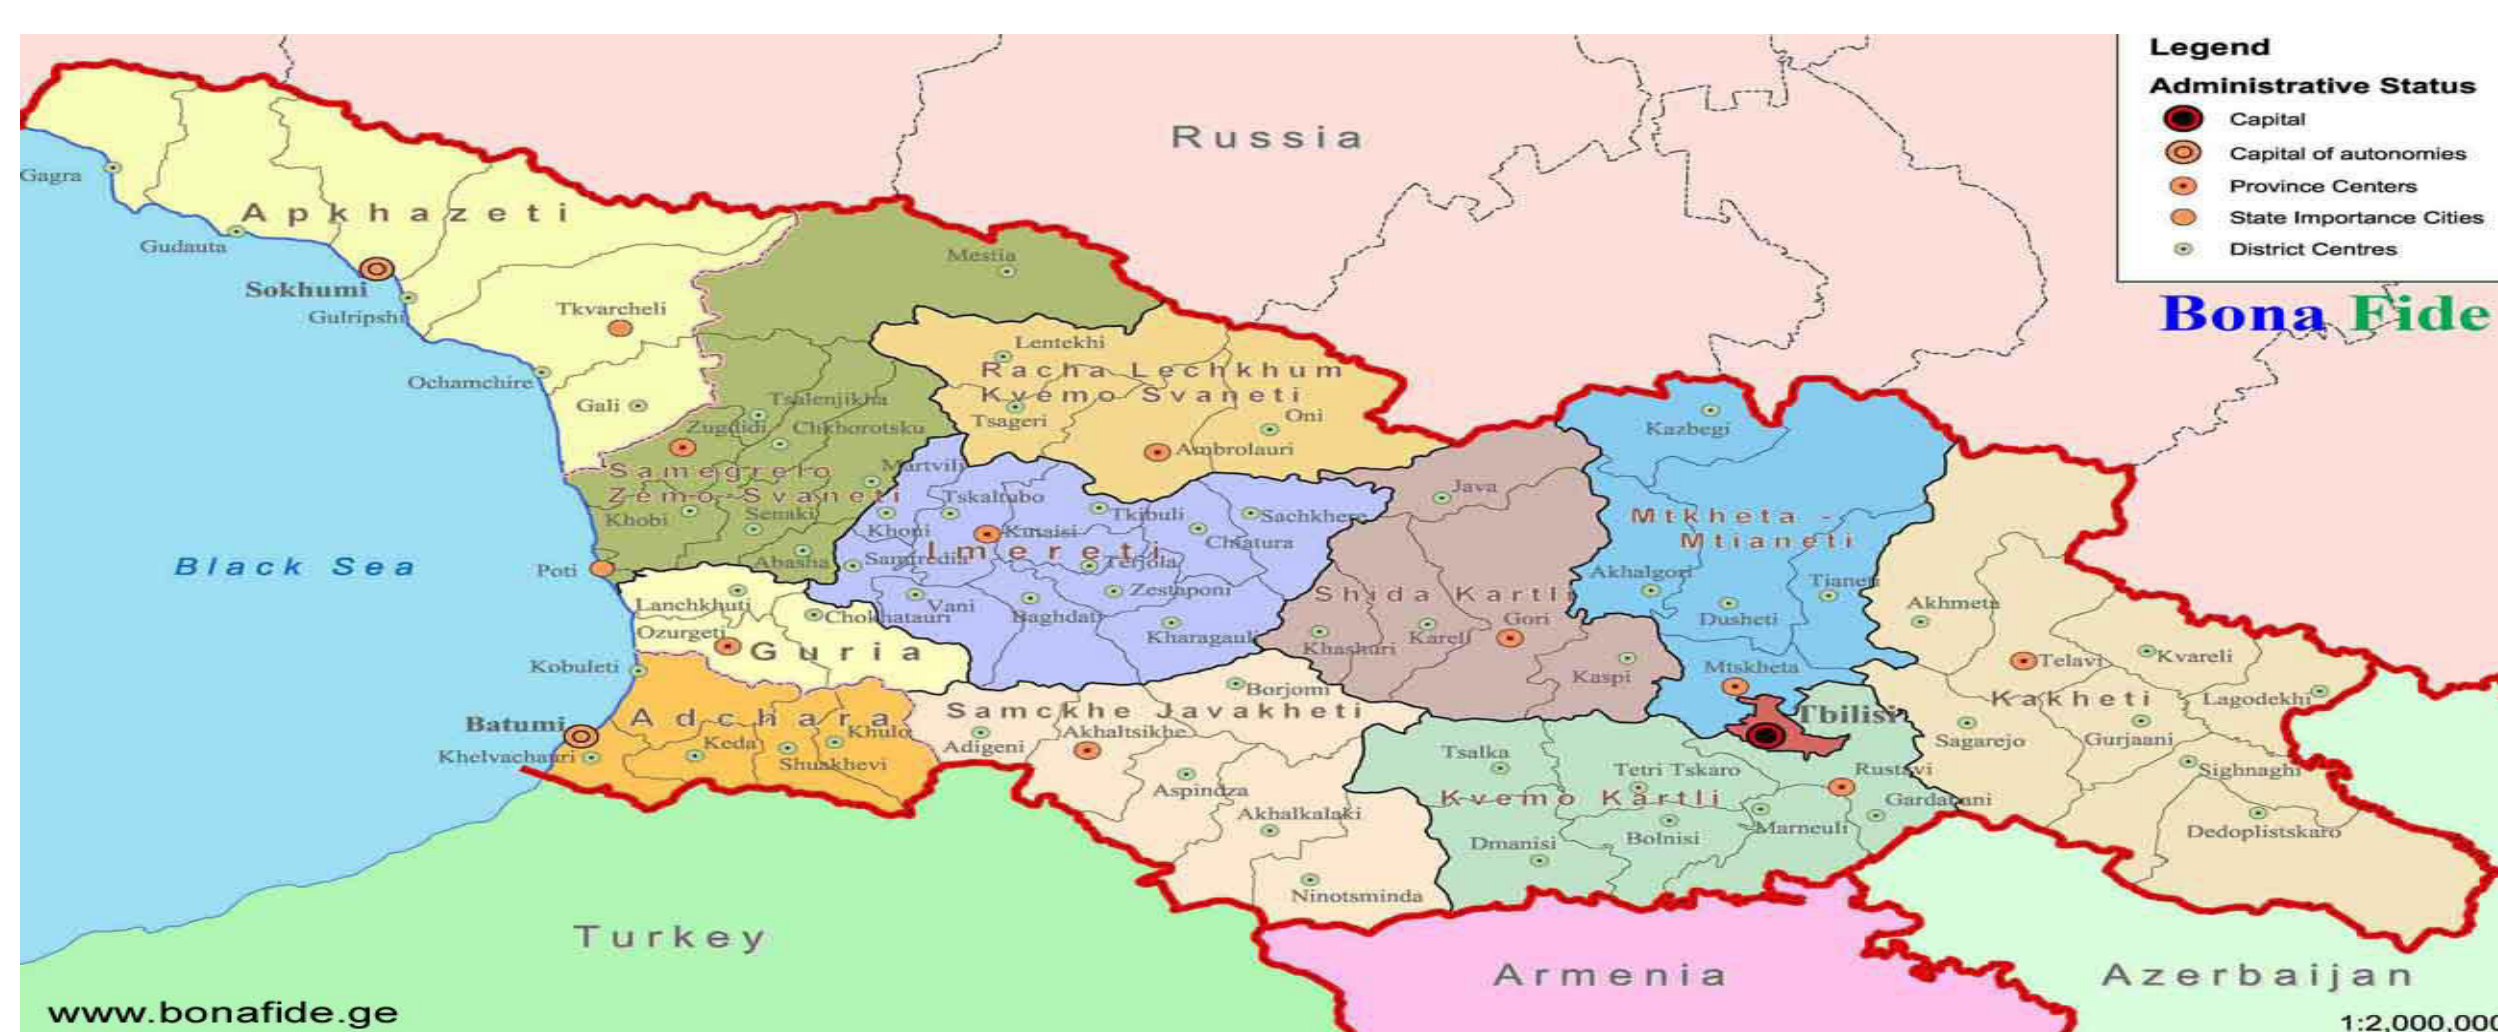 Legend
Administrative Status
Capital
Capital of autonomies
Province Centers
State Importance Cities
District Centres
Bona Fide
Russia
Gagra
Apkhazeti
Gudauta
Sokhumi
Gulripshi
Tkvarcheli
Ochamchire
Gali
Mestia
Lentekhi
Racha Lechkhum
Kvemo Svaneti
Tsageri
Oni
Ambrolauri
Tsalenjikha
Zugdidi
Chkhorotsku
Samegrelo
Zemo-Svaneti
Martvili
Khobi
Senaki
Abasha
Poti
Black Sea
Tskaltubo
Khoni
Kutaisi
Tkibuli
Sachkhere
Chiatura
Imereti
Samtredia
Terjola
Vani
Baghdati
Zestaponi
Kharagauli
Lanchkhuti
Chokhatauri
Ozurgeti
Guria
Kobuleti
Batumi
Adchara
Khelvachauri
Keda
Shuakhevi
Khulo
Java
Shida Kartli
Khashuri
Kareli
Gori
Kaspi
Kazbegi
Mtkheta -
Mtianeti
Akhalgori
Tianeti
Dusheti
Mtskheta
Tbilisi
Borjomi
Samckhe Javakheti
Adigeni
Akhaltsikhe
Aspindza
Akhalkalaki
Ninotsminda
Tsalka
Tetri Tskaro
Rustavi
Kvemo Kartli
Gardabani
Marneuli
Bolnisi
Dmanisi
Akhmeta
Telavi
Kvareli
Kakheti
Lagodekhi
Sagarejo
Gurjaani
Sighnaghi
Dedoplistskaro
Turkey
Armenia
Azerbaijan
www.bonafide.ge
1:2,000,000